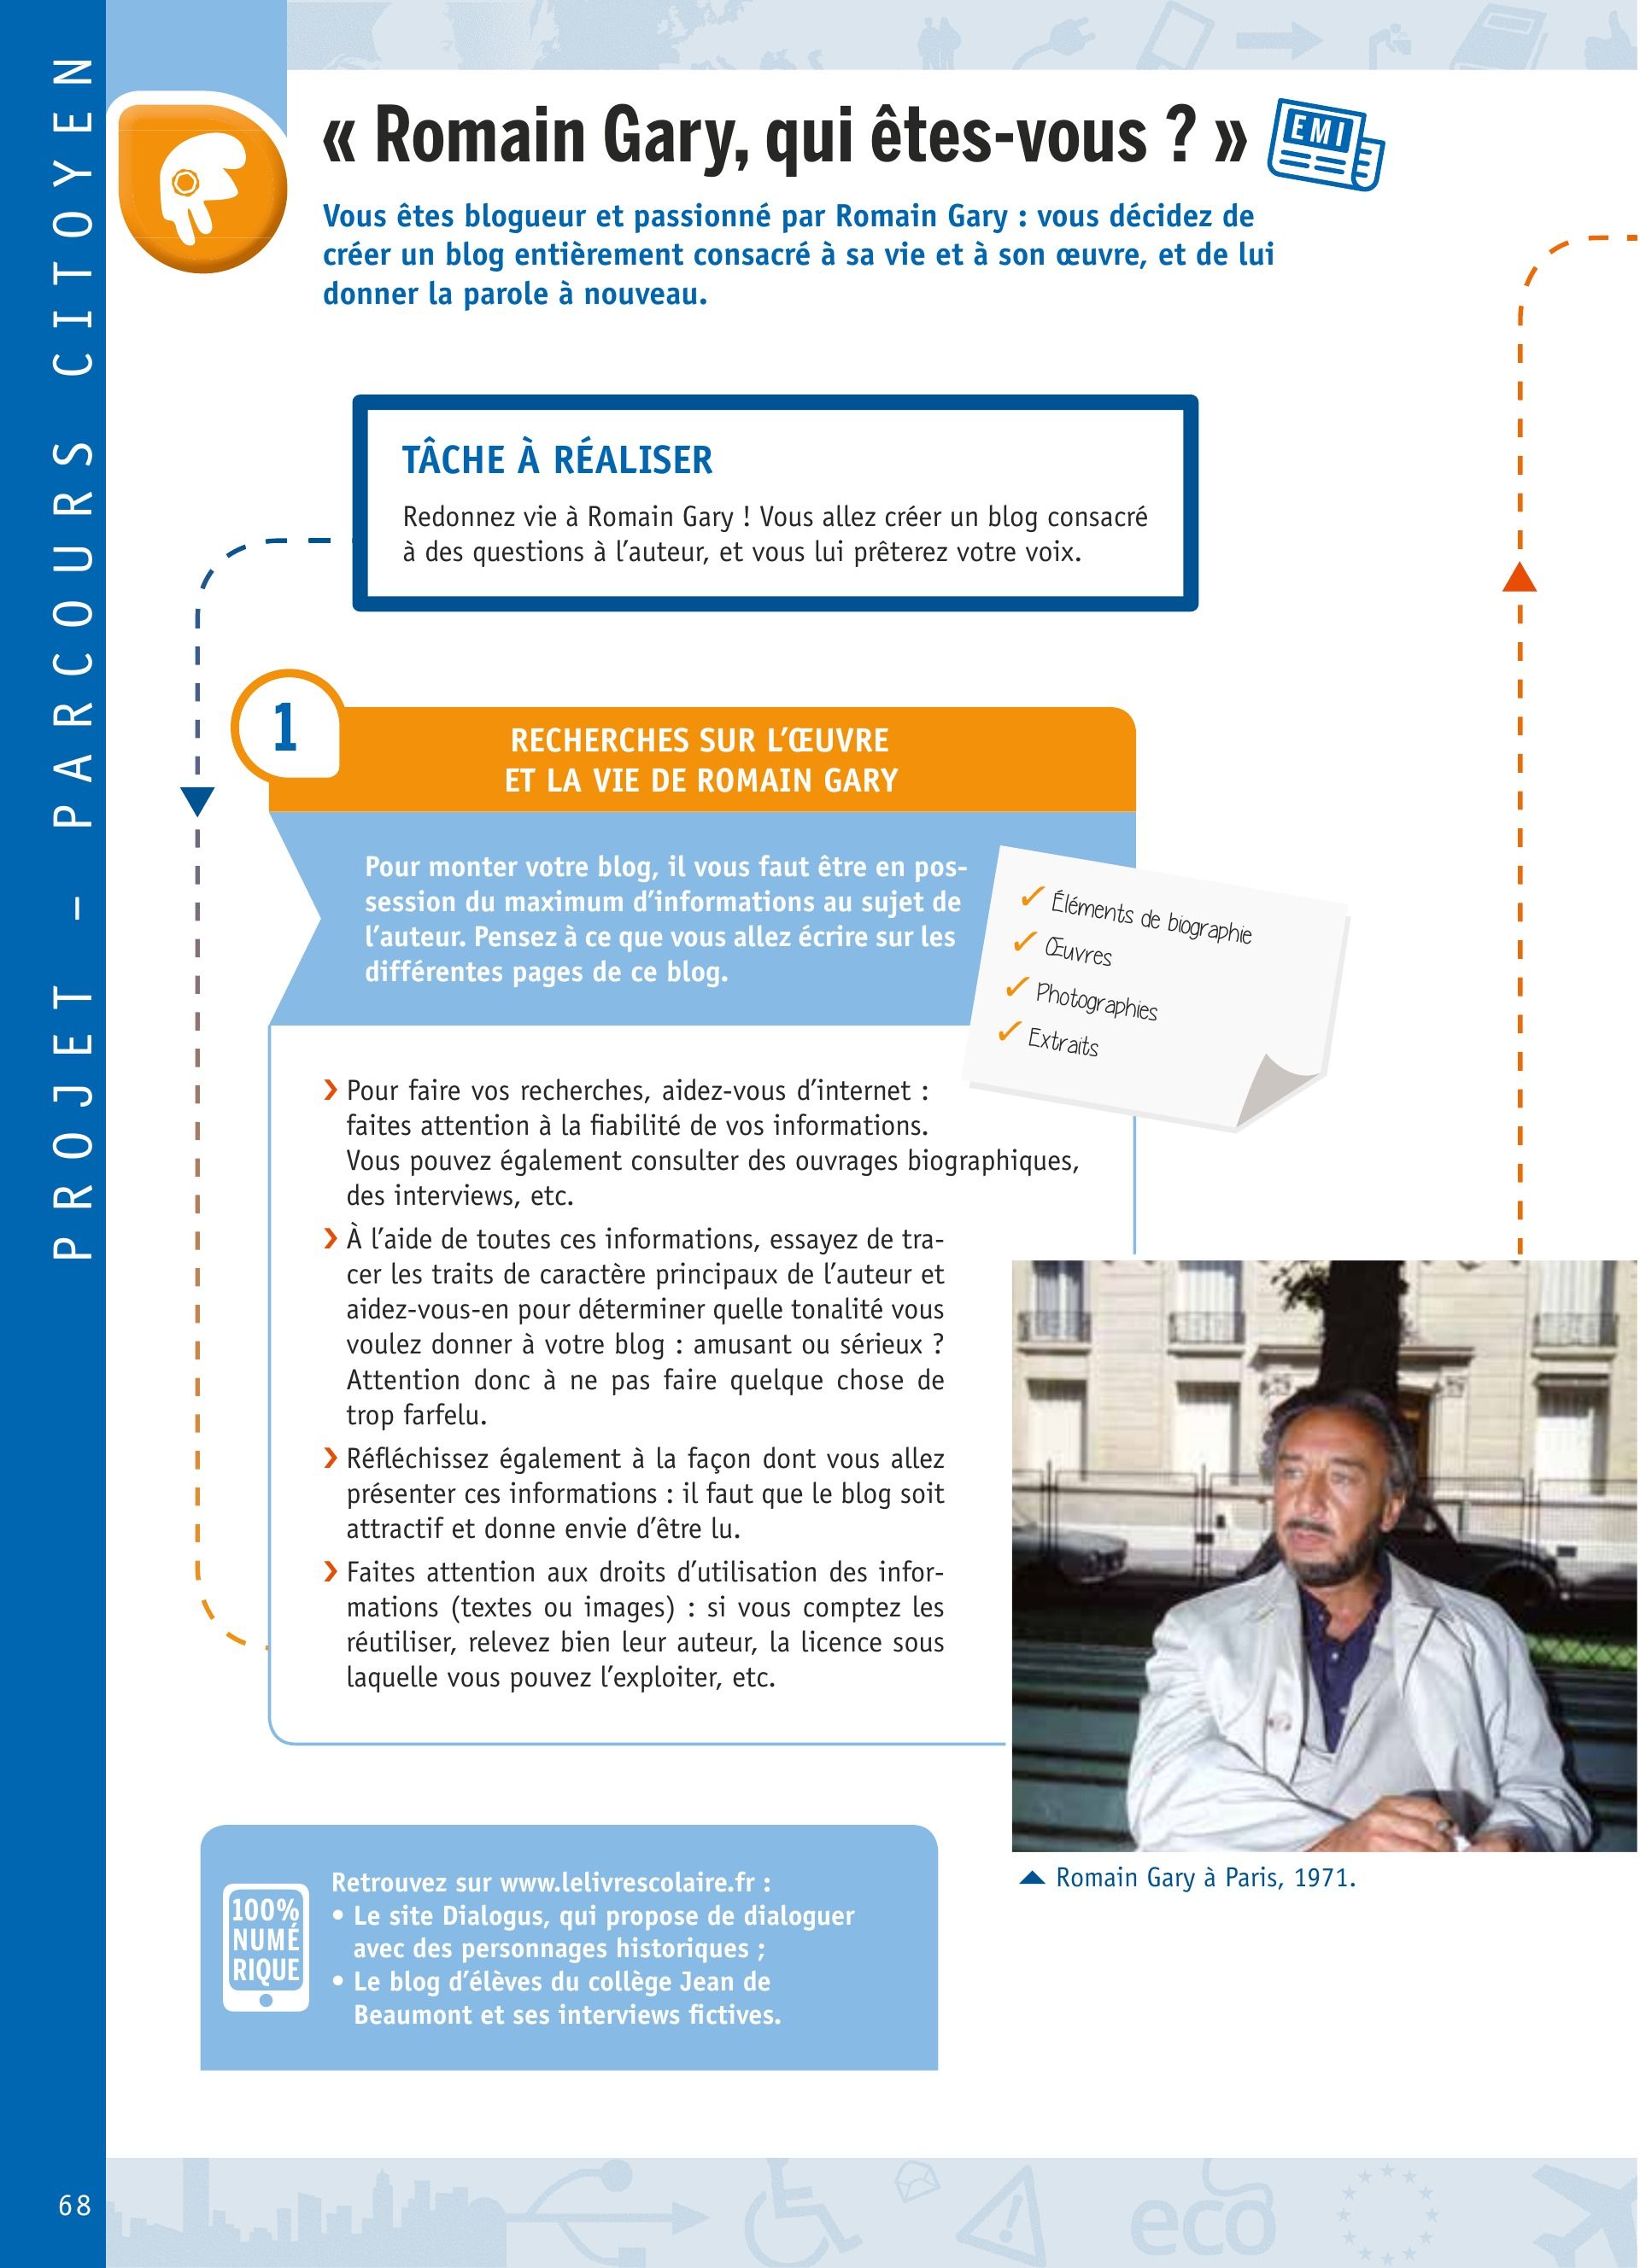 PROJET – PARCOURS CITOYEN
« Romain Gary, qui êtes-vous ? »
EMI
Vous êtes blogueur et passionné par Romain Gary : vous décidez de
créer un blog entièrement consacré à sa vie et à son œuvre, et de lui
donner la parole à nouveau.
TÂCHE À RÉALISER
Redonnez vie à Romain Gary ! Vous allez créer un blog consacré
à des questions à l’auteur, et vous lui prêterez votre voix.
1
RECHERCHES SUR L’ŒUVRE
ET LA VIE DE ROMAIN GARY
Pour monter votre blog, il vous faut être en pos-
session du maximum d’informations au sujet de
l’auteur. Pensez à ce que vous allez écrire sur les
différentes pages de ce blog.
✓ Éléments de biographie
✓ Œuvres
✓ Photographies
✓ Extraits
❯ Pour faire vos recherches, aidez-vous d’internet :
faites attention à la fiabilité de vos informations.
Vous pouvez également consulter des ouvrages biographiques,
des interviews, etc.
❯ À l’aide de toutes ces informations, essayez de tra-
cer les traits de caractère principaux de l’auteur et
aidez-vous-en pour déterminer quelle tonalité vous
voulez donner à votre blog : amusant ou sérieux ?
Attention donc à ne pas faire quelque chose de
trop farfelu.
❯ Réfléchissez également à la façon dont vous allez
présenter ces informations : il faut que le blog soit
attractif et donne envie d’être lu.
❯ Faites attention aux droits d’utilisation des infor-
mations (textes ou images) : si vous comptez les
réutiliser, relevez bien leur auteur, la licence sous
laquelle vous pouvez l’exploiter, etc.
Romain Gary à Paris, 1971.
100%
NUMÉ
RIQUE
Retrouvez sur www.lelivrescolaire.fr :
• Le site Dialogus, qui propose de dialoguer
avec des personnages historiques ;
• Le blog d’élèves du collège Jean de
Beaumont et ses interviews fictives.
68
eco